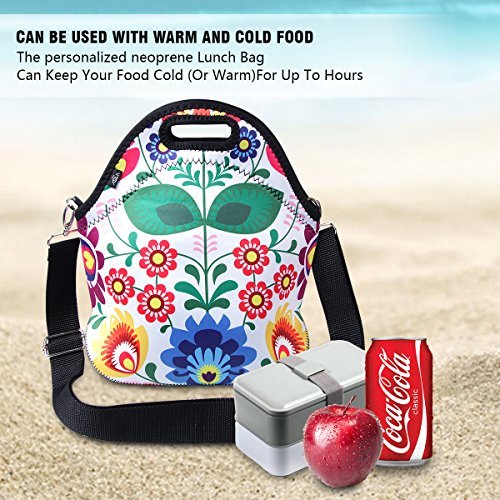 CAN BE USED WITH WARM AND COLD FOOD
The personalized neoprene Lunch Bag
Can Keep Your Food Cold (Or Warm)For Up To Hours
Coca-Cola
classic